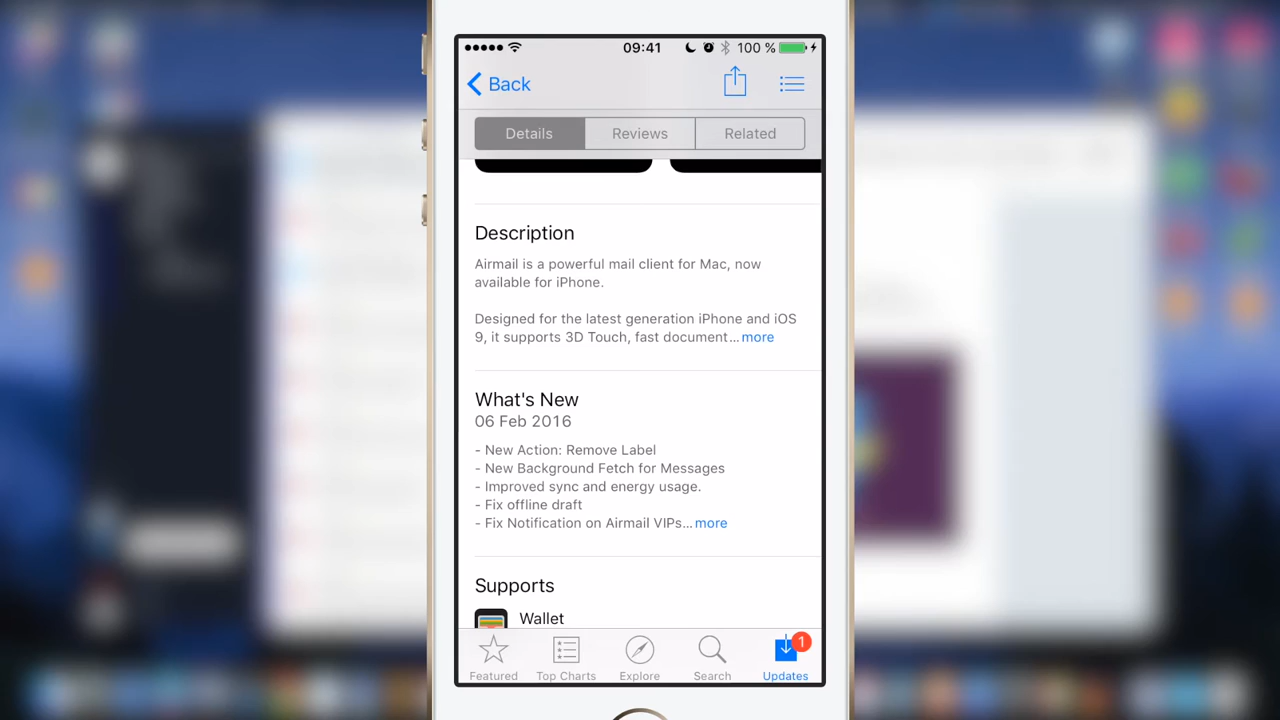 09:41
100 %
Back
Details
Reviews
Related
Description
Airmail is a powerful mail client for Mac, now
available for iPhone.
Designed for the latest generation iPhone and iOS
9, it supports 3D Touch, fast document... more
What's New
06 Feb 2016
- New Action: Remove Label
- New Background Fetch for Messages
- Improved sync and energy usage.
- Fix offline draft
- Fix Notification on Airmail VIPs... more
Supports
Wallet
Featured
Top Charts
Explore
Search
1
Updates